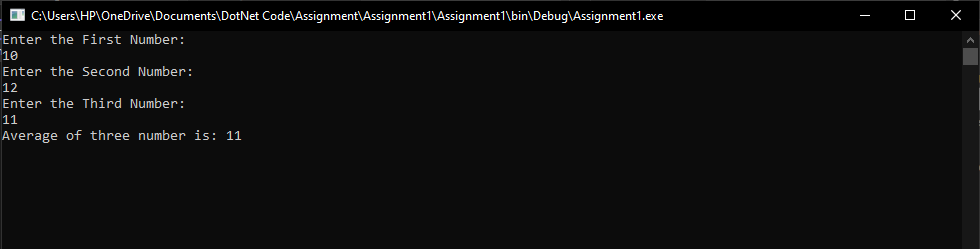 C:\Users\HP\OneDrive\Documents\DotNet Code\Assignment\Assignment1\Assignment1\bin\Debug\Assignment1.exe
Enter the First Number:
10
Enter the Second Number:
12
Enter the Third Number:
11
Average of three number is: 11